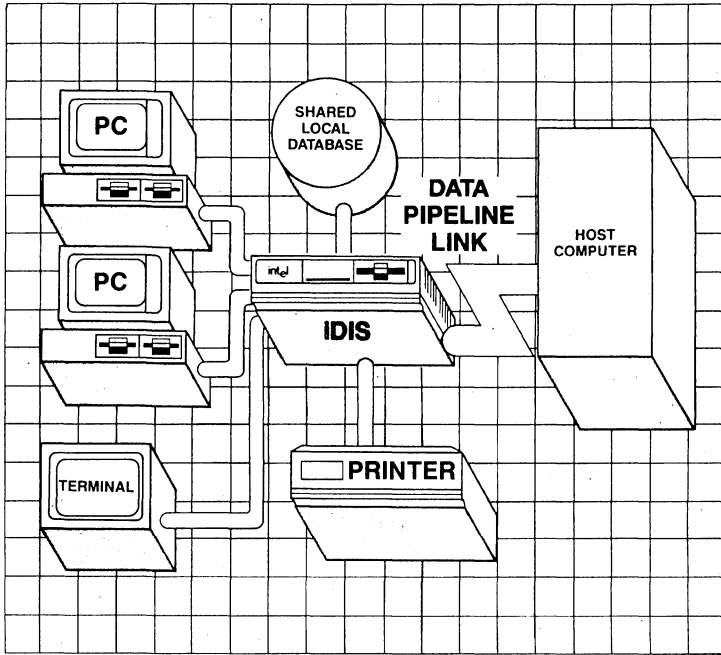 PC
SHARED
LOCAL
DATABASE
DATA
PIPELINE
LINK
HOST
COMPUTER
intel
PC
iDIS
TERMINAL
PRINTER